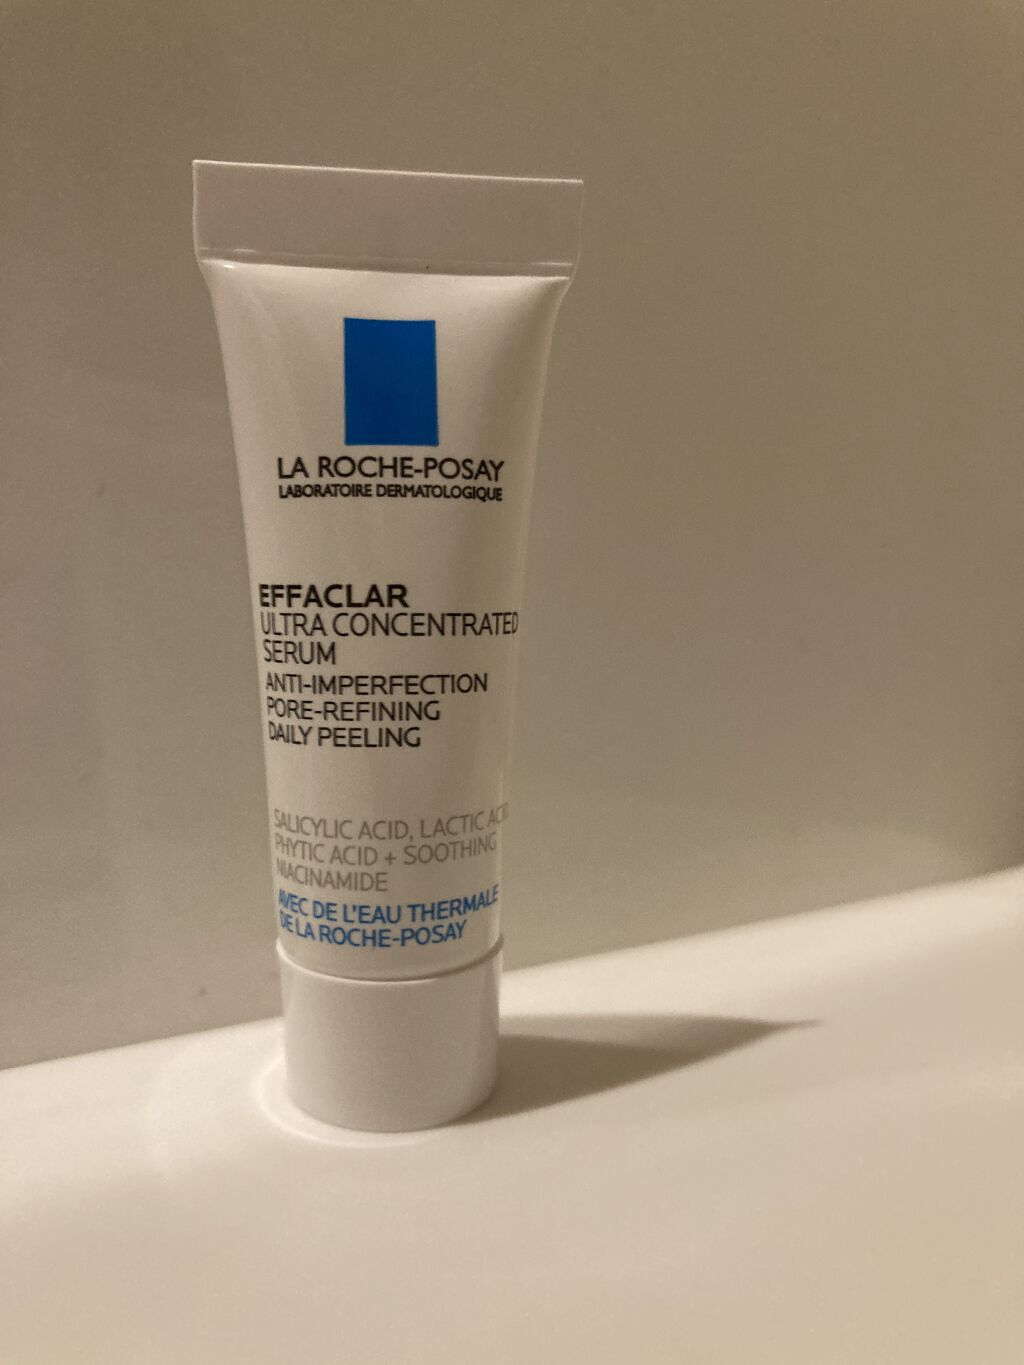 LA ROCHE-POSAY
LABORATOIRE DERMATOLOGIQUE
EFFACLAR
ULTRA CONCENTRATED
SERUM
ANTI-IMPERFECTION
PORE-REFINING
DAILY PEELING
SALICYLIC ACID, LACTIC ACID,
PHYTIC ACID + SOOTHING
NIACINAMIDE
AVEC DE L'EAU THERMALE
DE LA ROCHE-POSAY